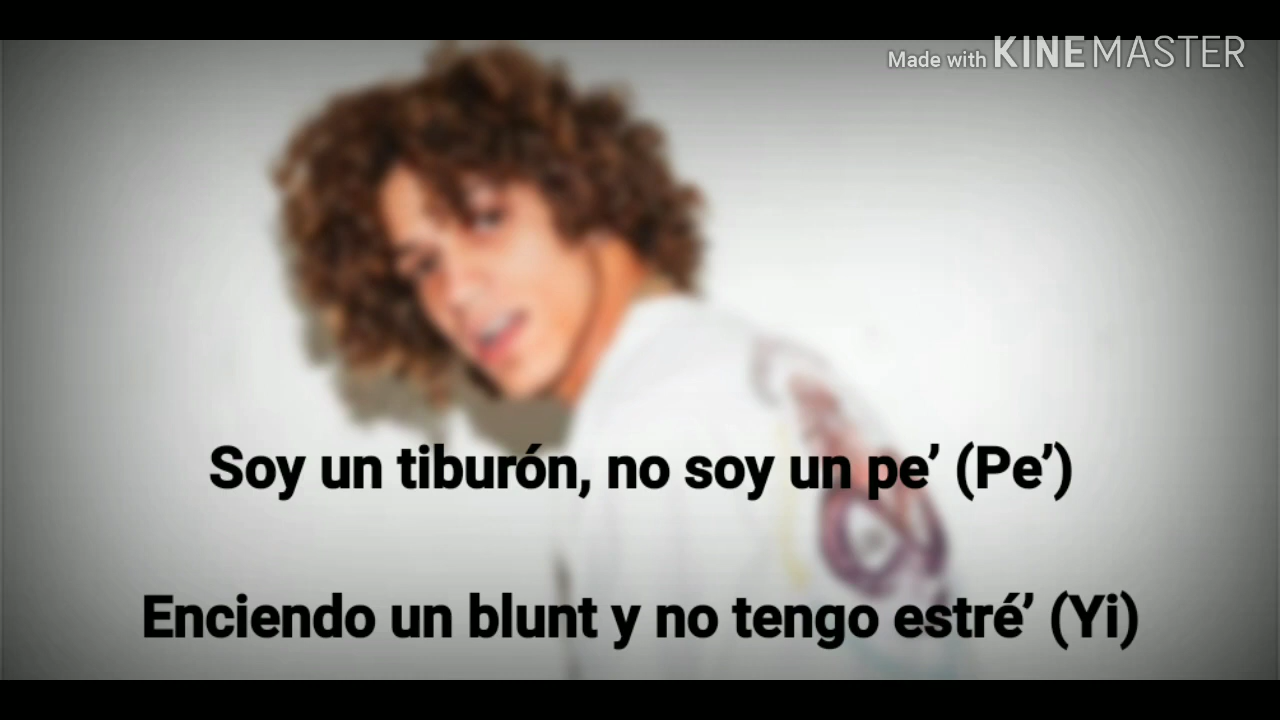 Made with KINEMASTER
Soy un tiburón, no soy un pe’ (Pe’)
Enciendo un blunt y no tengo estré’ (Yi)